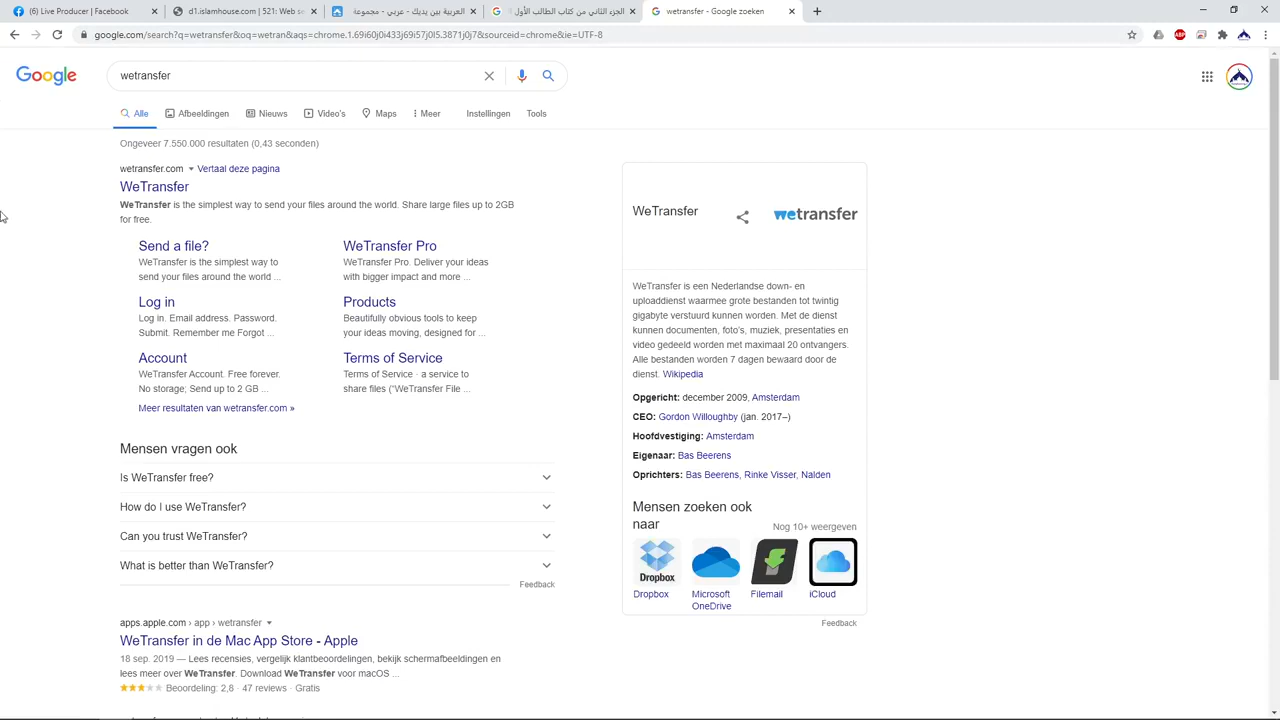 (6) Live Producer | Facebook
d1.islamhouse.com | 521: Web s
العربية بين يديك - عربي - مجموعة
الجزء الثاني من كتاب الطالب الأول
wetransfer - Google zoeken
google.com/search?q=wetransfer&oq=wetran&aqs=chrome.1.69i60j0i433j69i57j0l5.3871j0j7&sourceid=chrome&ie=UTF-8
ABP
Google
wetransfer
Alle
Afbeeldingen
Nieuws
Video's
Maps
Meer
Instellingen
Tools
Ongeveer 7.550.000 resultaten (0,43 seconden)
wetransfer.com Vertaal deze pagina
WeTransfer
WeTransfer is the simplest way to send your files around the world. Share large files up to 2GB
for free.
Send a file?
WeTransfer is the simplest way to
send your files around the world ...
WeTransfer Pro
WeTransfer Pro. Deliver your ideas
with bigger impact and more ...
Log in
Log in. Email address. Password.
Submit. Remember me Forgot ...
Products
Beautifully obvious tools to keep
your ideas moving, designed for ...
Account
WeTransfer Account. Free forever.
No storage; Send up to 2 GB ...
Terms of Service
Terms of Service · a service to
share files ("WeTransfer File ...
Meer resultaten van wetransfer.com »
Mensen vragen ook
Is WeTransfer free?
How do I use WeTransfer?
Can you trust WeTransfer?
What is better than WeTransfer?
Feedback
apps.apple.com › app › wetransfer
WeTransfer in de Mac App Store - Apple
18 sep. 2019 — Lees recensies, vergelijk klantbeoordelingen, bekijk schermafbeeldingen en
lees meer over WeTransfer. Download WeTransfer voor macOS ...
Beoordeling: 2,8 · 47 reviews · Gratis
WeTransfer
wetransfer
WeTransfer is een Nederlandse down- en
uploaddienst waarmee grote bestanden tot twintig
gigabyte verstuurd kunnen worden. Met de dienst
kunnen documenten, foto's, muziek, presentaties en
video gedeeld worden met maximaal 20 ontvangers.
Alle bestanden worden 7 dagen bewaard door de
dienst. Wikipedia
Opgericht: december 2009, Amsterdam
CEO: Gordon Willoughby (jan. 2017–)
Hoofdvestiging: Amsterdam
Eigenaar: Bas Beerens
Oprichters: Bas Beerens, Rinke Visser, Nalden
Mensen zoeken ook
naar
Nog 10+ weergeven
Dropbox
Dropbox
Microsoft
OneDrive
Filemail
iCloud
Feedback